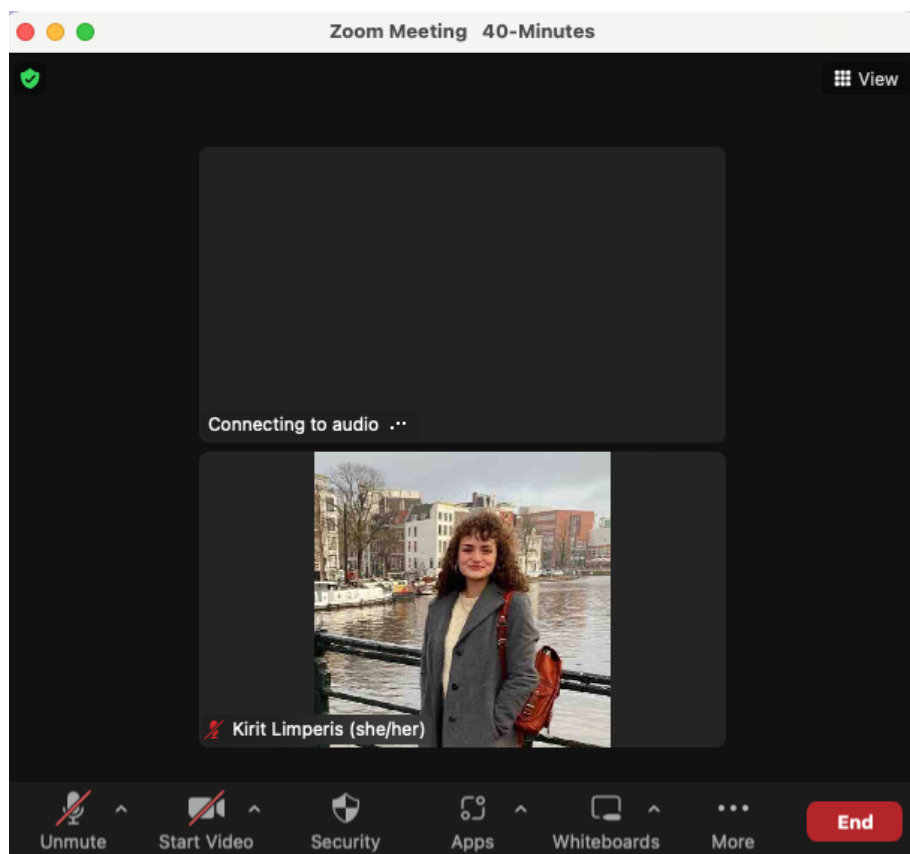 Zoom Meeting 40-Minutes
View
Connecting to audio
Kirit Limperis (she/her)
Unmute
Start Video
Security
Apps
Whiteboards
More
End